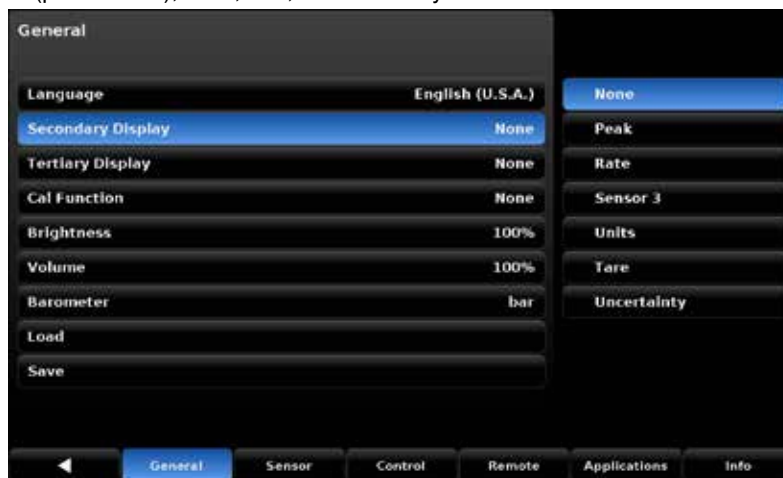 General
Language English (U.S.A.)
Secondary Display None
Tertiary Display None
Cal Function None
Brightness 100%
Volume 100%
Barometer bar
Load
Save
None
Peak
Rate
Sensor 3
Units
Tare
Uncertainty
General Sensor Control Remote Applications Info